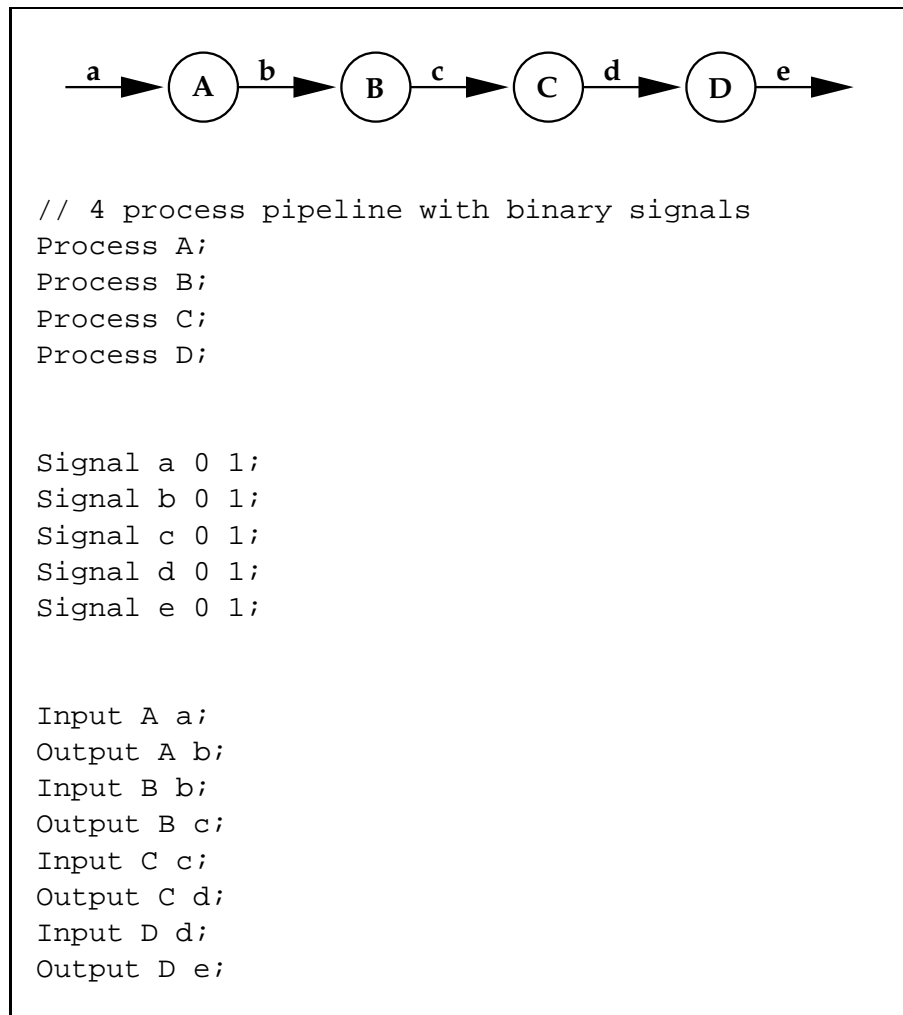 a A b B c C d D e
// 4 process pipeline with binary signals
Process A;
Process B;
Process C;
Process D;
Signal a 0 1;
Signal b 0 1;
Signal c 0 1;
Signal d 0 1;
Signal e 0 1;
Input A a;
Output A b;
Input B b;
Output B c;
Input C c;
Output C d;
Input D d;
Output D e;